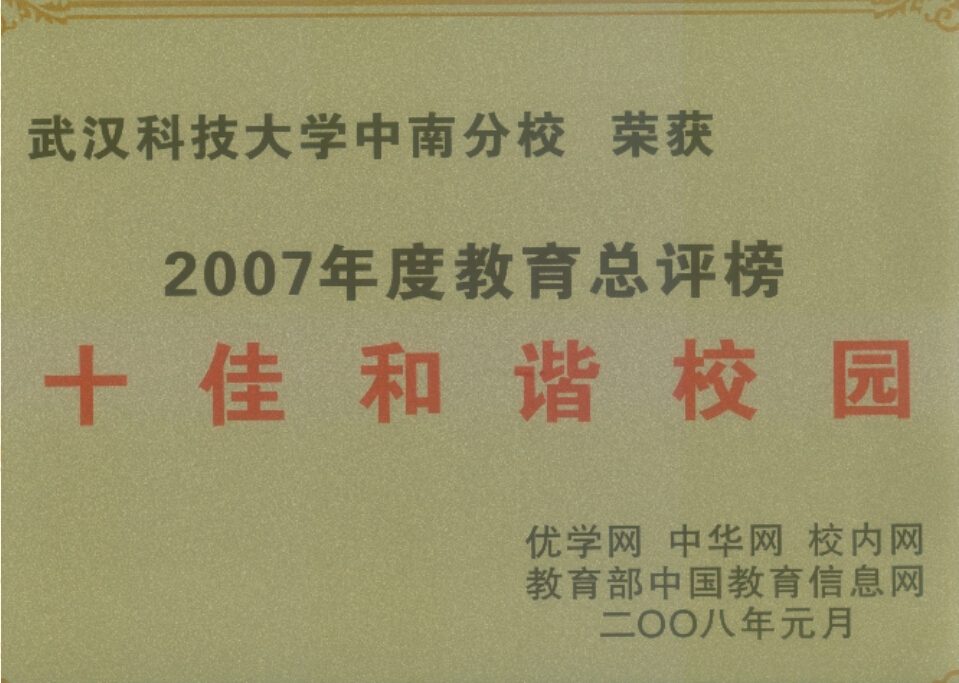 武汉科技大学中南分校 荣获
2007年度教育总评榜
十佳和谐校园
优学网 中华网 校内网
教育部中国教育信息网
二〇〇八年元月